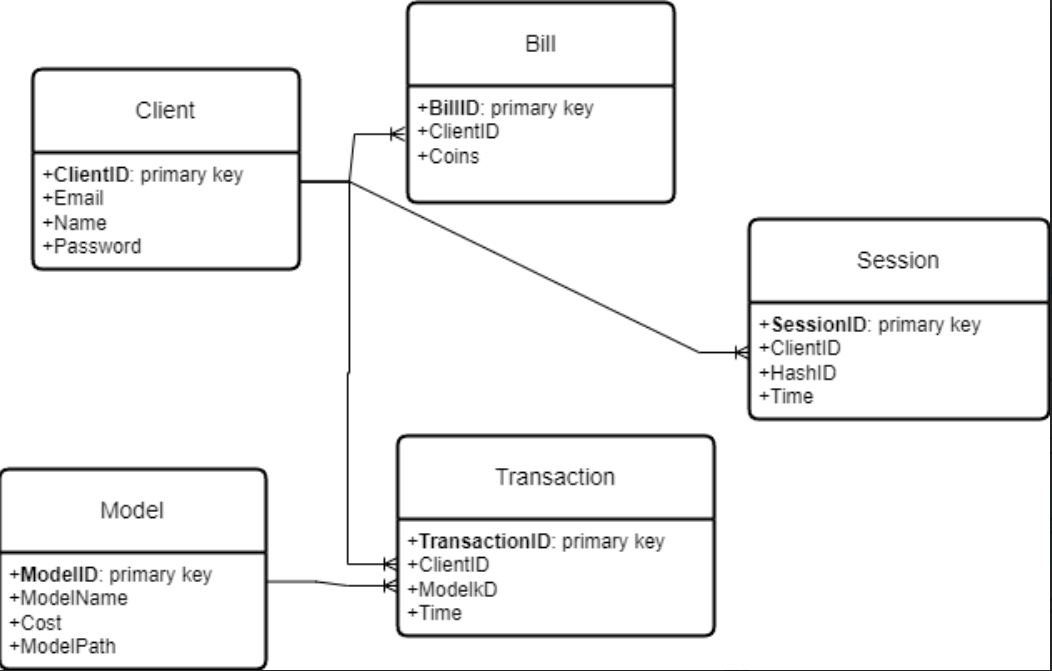 Bill
+BillID: primary key
+ClientID
+Coins
Client
+ClientID: primary key
+Email
+Name
+Password
Session
+SessionID: primary key
+ClientID
+HashID
+Time
Transaction
+TransactionID: primary key
+ClientID
+ModelkD
+Time
Model
+ModelID: primary key
+ModelName
+Cost
+ModelPath